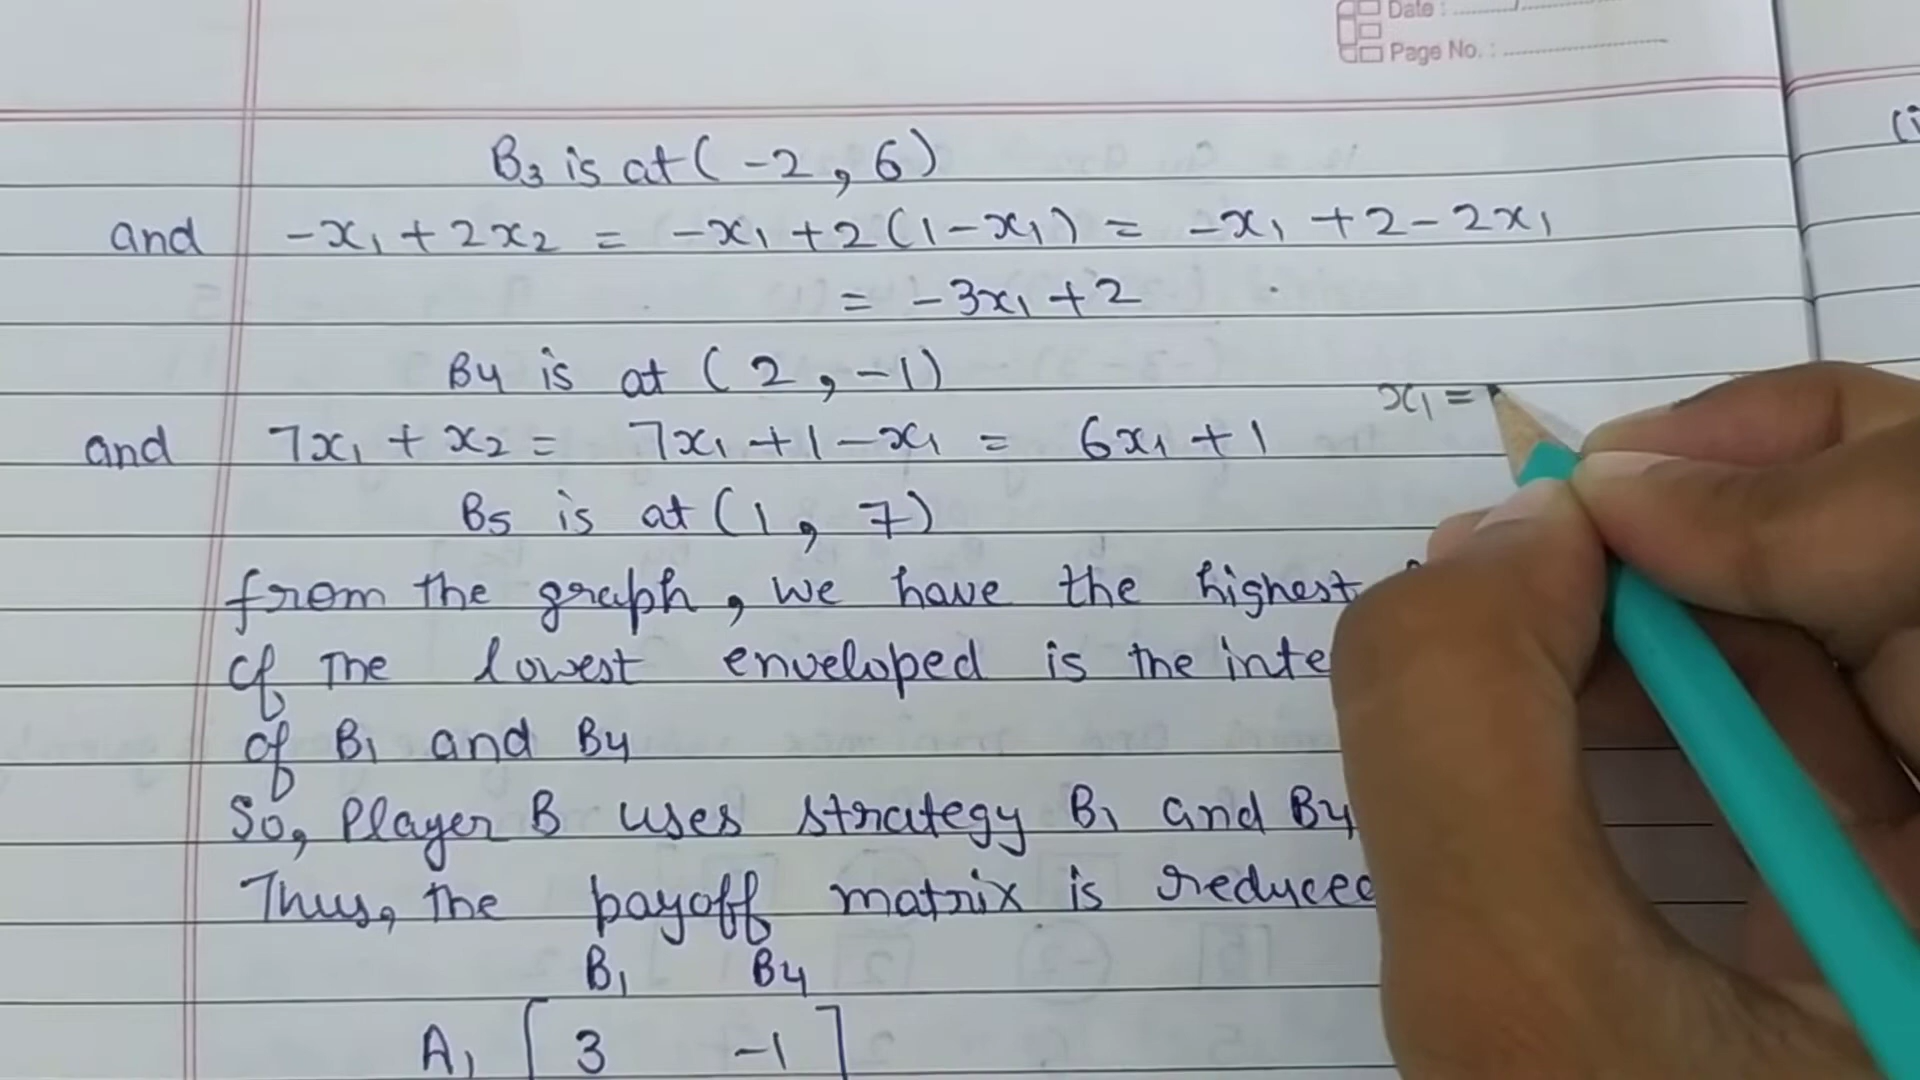 Date :
Page No. :
B3 is at ( -2 , 6 )
and -x1 + 2x2 = -x1 + 2 ( 1 - x1 ) = -x1 + 2 - 2x1
= -3x1 + 2
B4 is at ( 2 , -1 )
x1 =
and 7x1 + x2 = 7x1 + 1 - x1 = 6x1 + 1
B5 is at ( 1 , 7 )
from the graph, we have the highest
of The lowest enveloped is the inte
of B1 and B4
So, Player B uses strategy B1 and B4
Thus, the payoff matrix is reduced
B1 B4
A1 [ 3 -1 ]